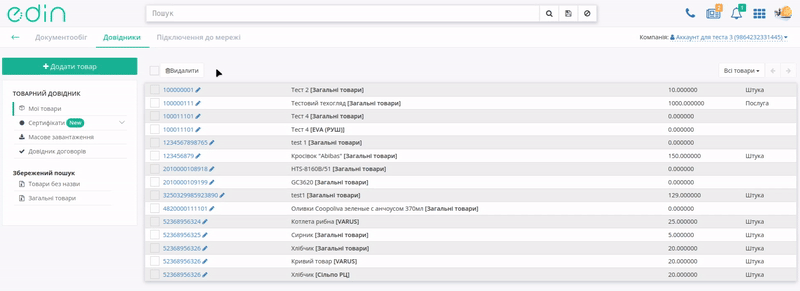 edin
Пошук
2
1
Документообіг Довідники Підключення до мережі
Компанія: Аккаунт для теста 3 (9864232331445)
+ Додати товар
Видалити
Всі товари
ТОВАРНИЙ ДОВІДНИК
Мої товари
Сертифікати New
Масове завантаження
Довідник договорів
Збережений пошук
Товари без назви
Загальні товари
100000001 Тест 2 [Загальні товари] 10.000000 Штука
100000111 Тестовий техогляд [Загальні товари] 1000.000000 Послуга
100011101 Тест 4 [Загальні товари] 0.000000
100011101 Тест 4 [EVA (РУШ)] 0.000000
1234567898765 test 1 [Загальні товари] 0.000000
123456879 Кросівок "Abibas" [Загальні товари] 150.000000 Штука
2010000108918 HTS-8160B/51 [Загальні товари] 0.000000
2010000109199 GC3620 [Загальні товари] 0.000000
3250329985923890 test1 [Загальні товари] 129.000000 Штука
4820000111101 Оливки Coopoliva зеленые с анчоусом 370мл [Загальні товари] 0.000000
52368956324 Котлета рибна [VARUS] 25.000000 Штука
52368956325 Сирник [Загальні товари] 5.000000 Штука
52368956326 Хлібчик [Загальні товари] 20.000000 Штука
52368956326 Кривий товар [VARUS] 20.000000 Штука
52368956326 Хлібчик [Сільпо РЦ] 20.000000 Штука